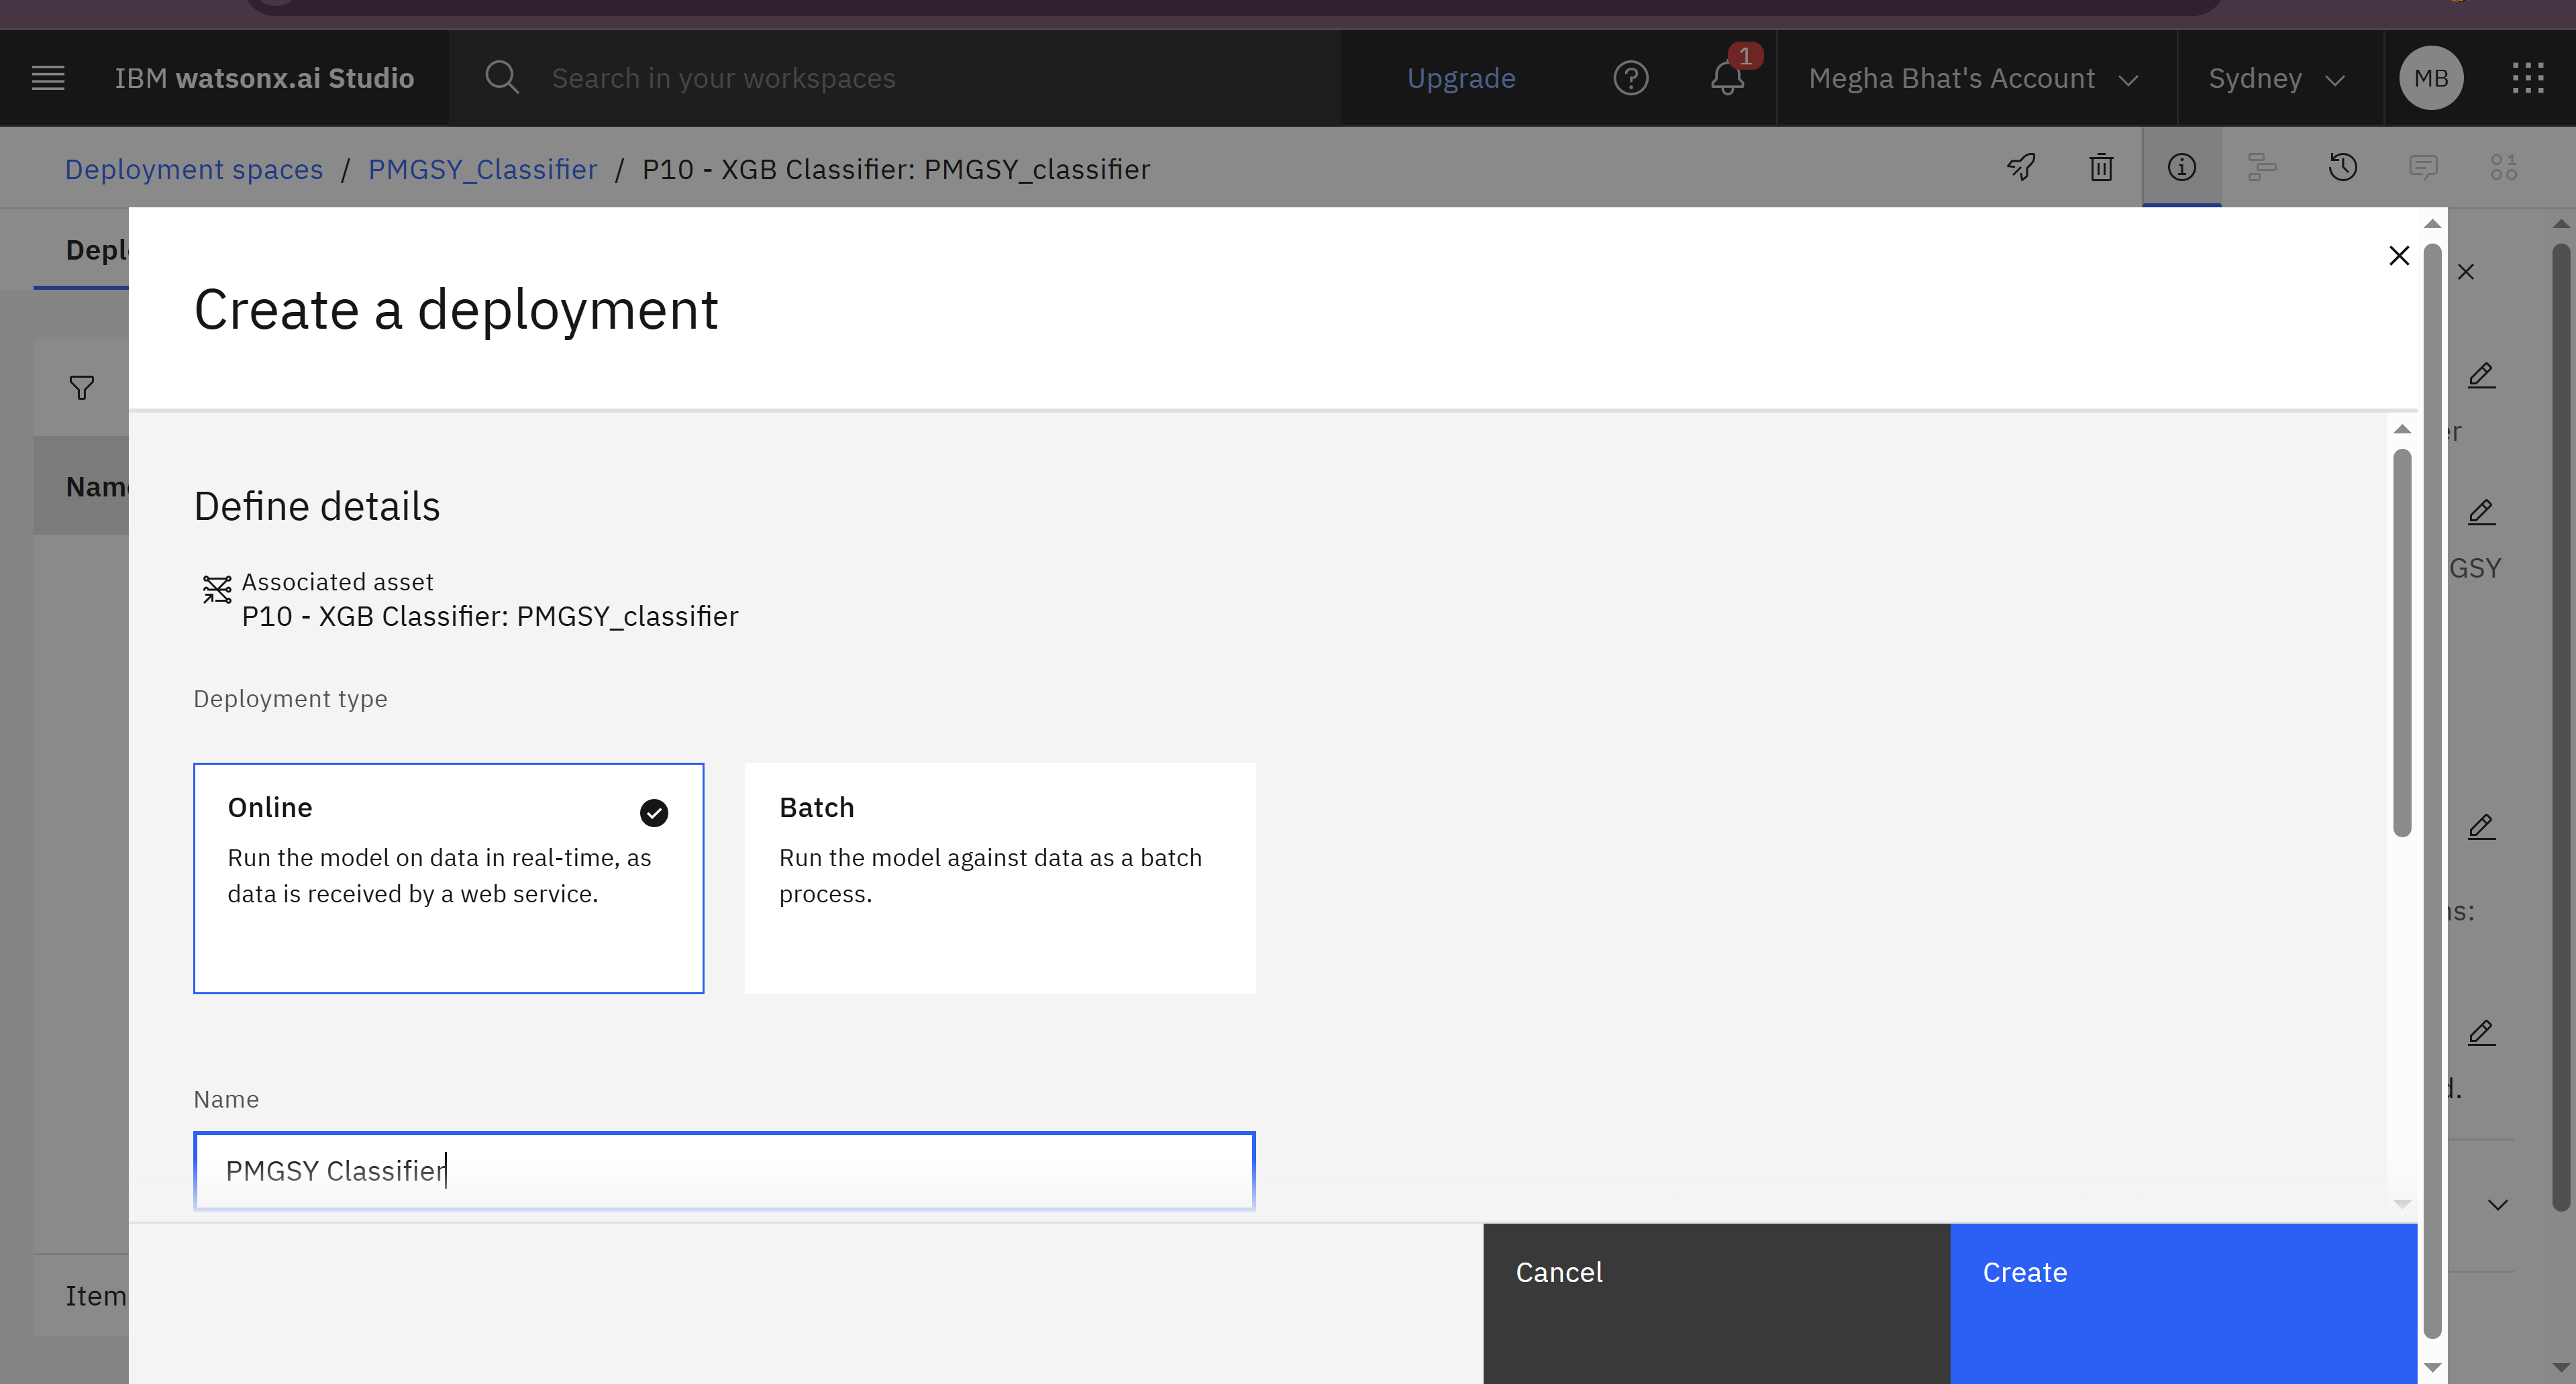 IBM watsonx.ai Studio
Search in your workspaces
Upgrade
1
Megha Bhat's Account
Sydney
MB
Deployment spaces / PMGSY_Classifier / P10 - XGB Classifier: PMGSY_classifier
Create a deployment
Define details
Associated asset
P10 - XGB Classifier: PMGSY_classifier
Deployment type
Online
Run the model on data in real-time, as
data is received by a web service.
Batch
Run the model against data as a batch
process.
Name
PMGSY Classifier
Item
Cancel
Create